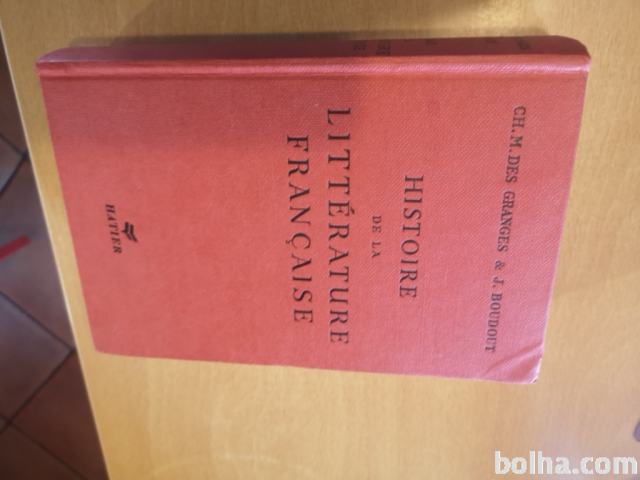 CH. M. DES GRANGES & J. BOUDOUT
HISTOIRE
DE LA
LITTÉRATURE
FRANÇAISE
HATIER
bolha.com